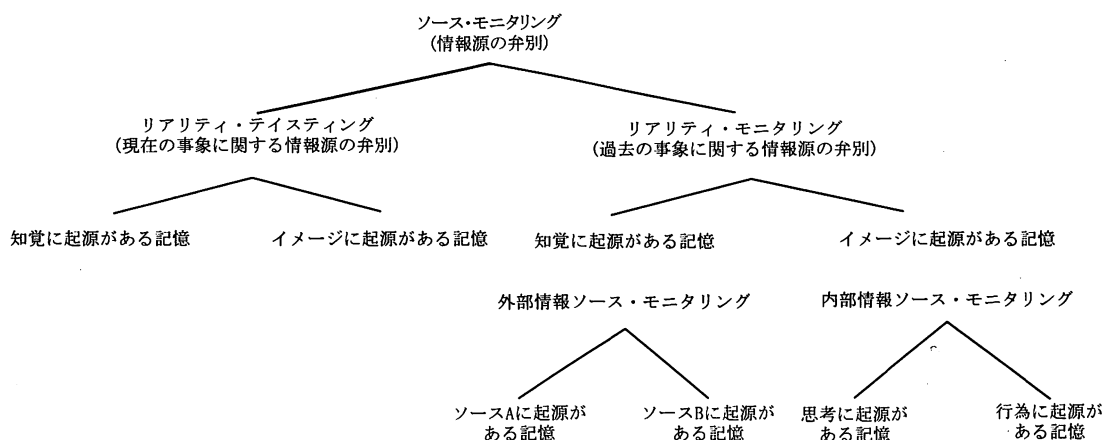 ソース・モニタリング
(情報源の弁別)
リアリティ・テイスティング
(現在の事象に関する情報源の弁別)
リアリティ・モニタリング
(過去の事象に関する情報源の弁別)
知覚に起源がある記憶
イメージに起源がある記憶
知覚に起源がある記憶
イメージに起源がある記憶
外部情報ソース・モニタリング
内部情報ソース・モニタリング
ソースAに起源が
ある記憶
ソースBに起源が
ある記憶
思考に起源が
ある記憶
行為に起源が
ある記憶